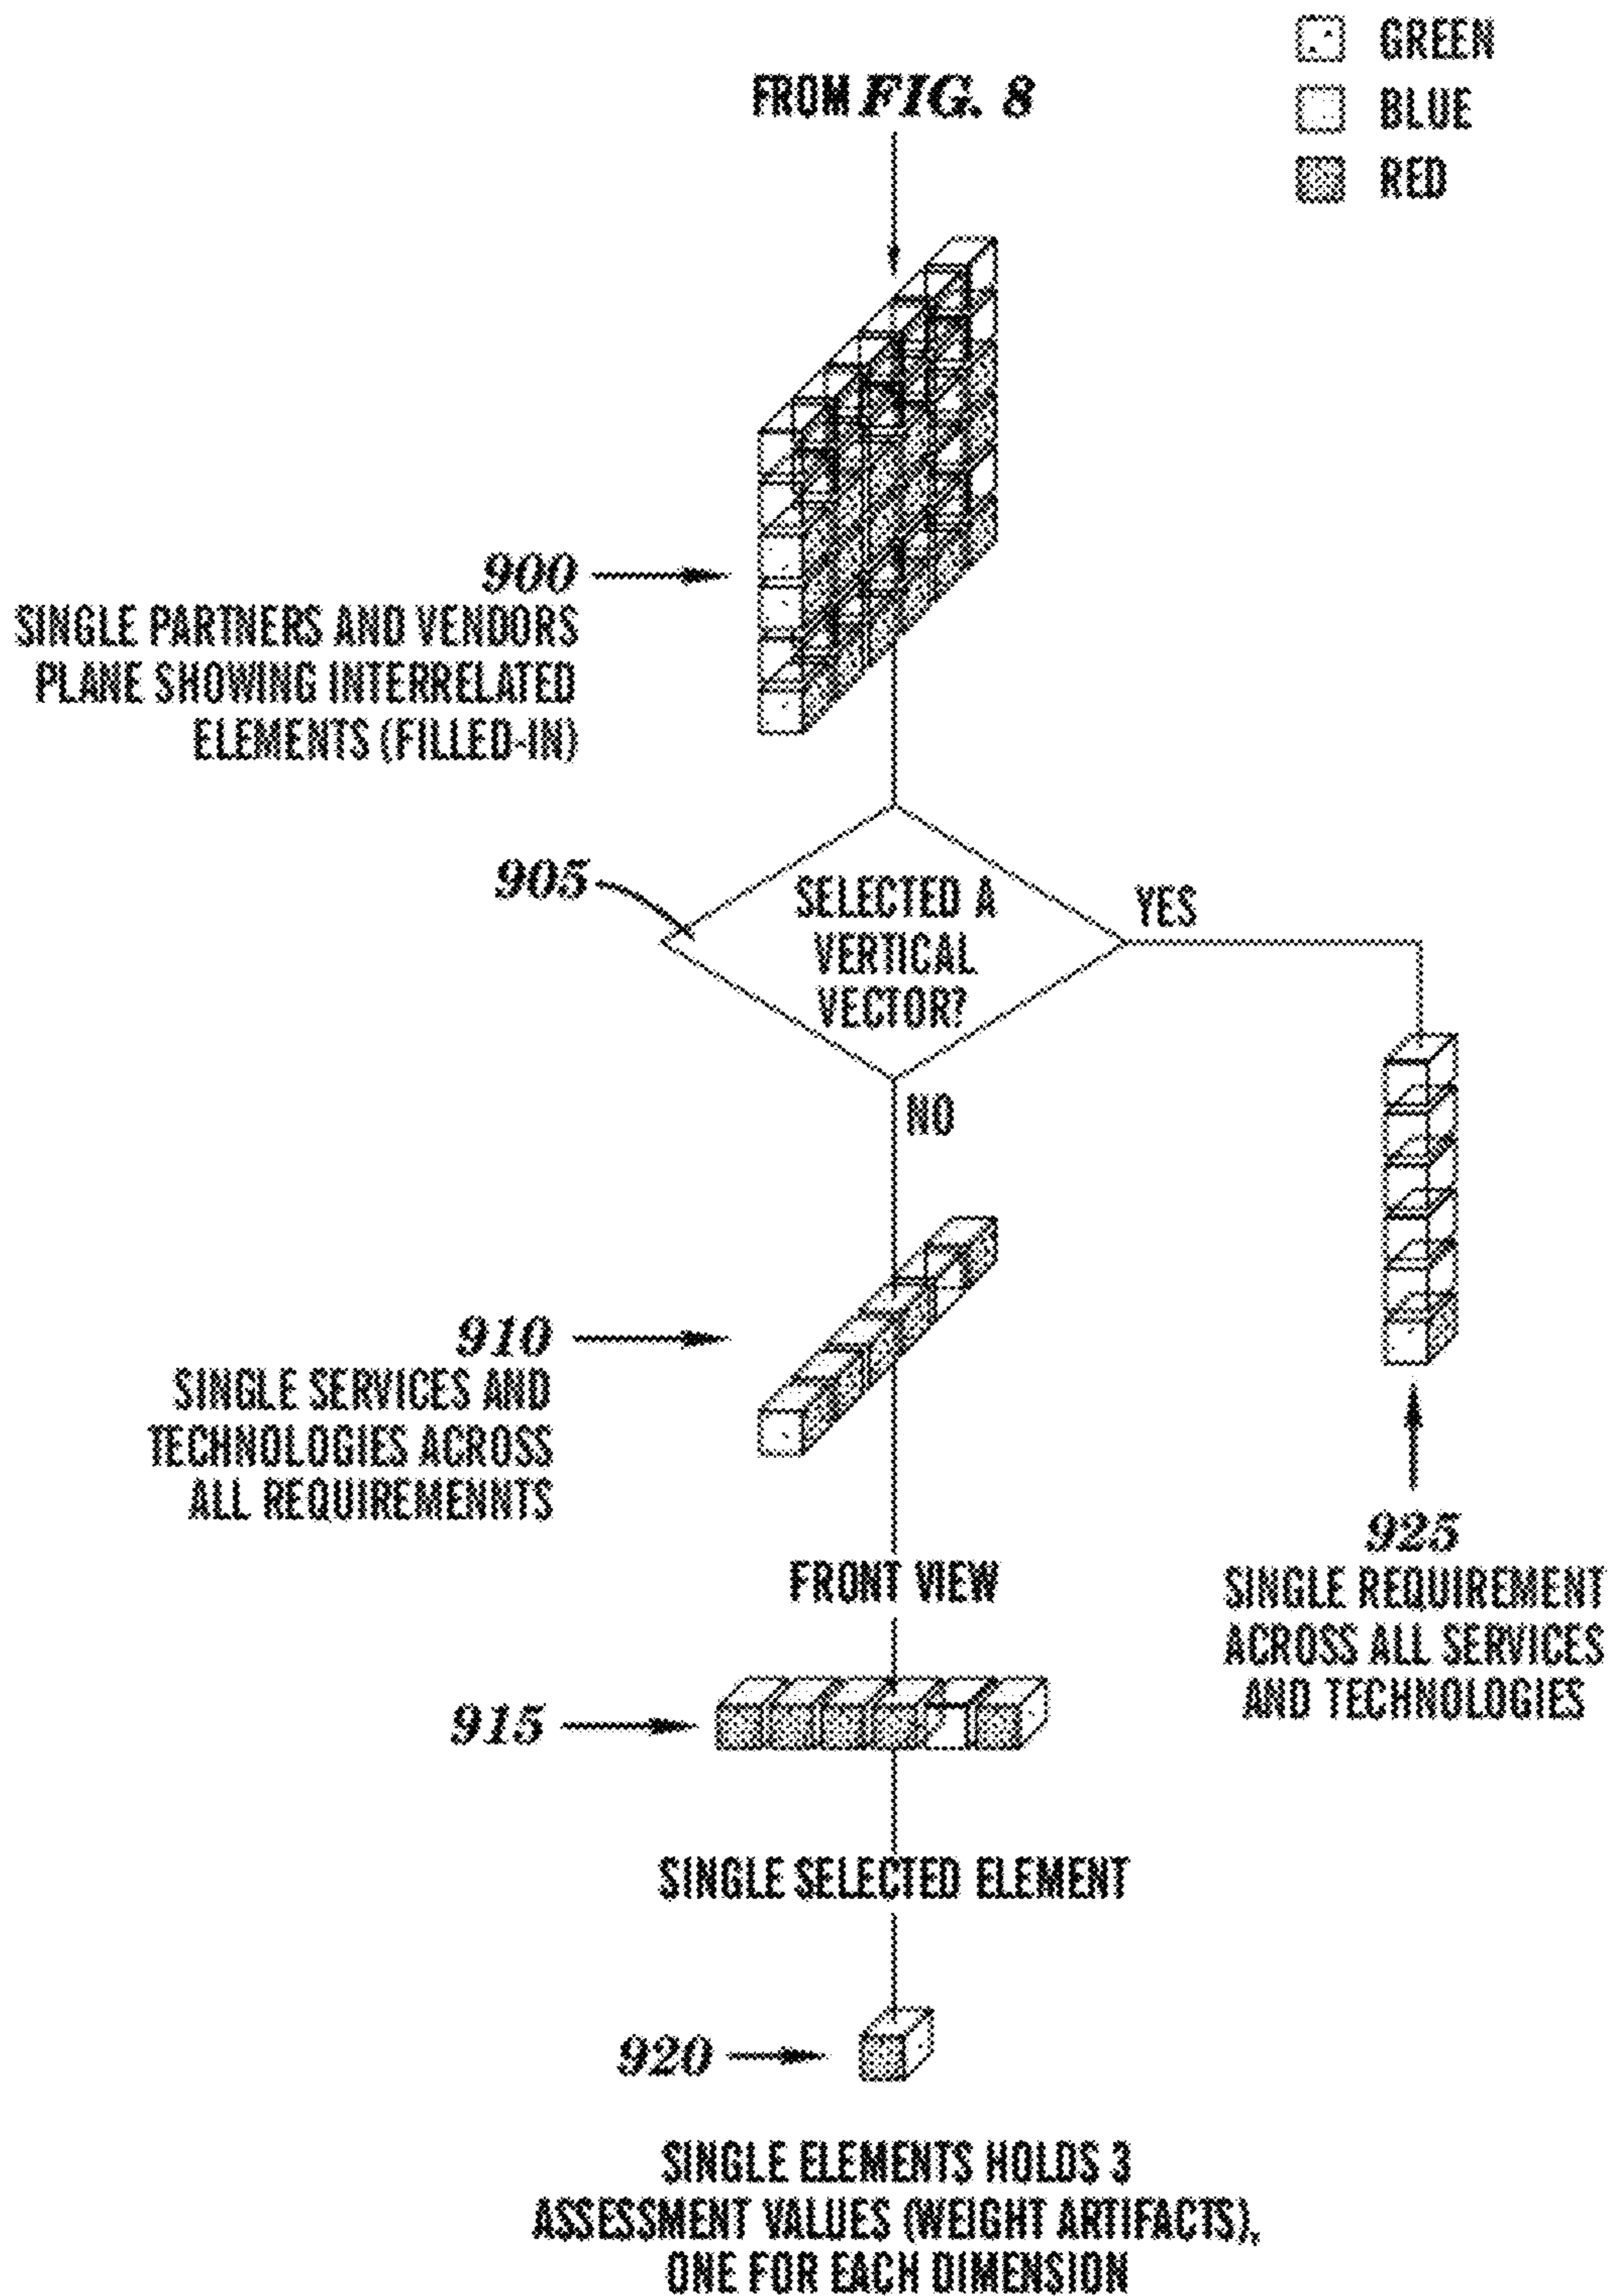 GREEN
BLUE
RED
FROM FIG. 8
900
SINGLE PARTNERS AND VENDORS
PLANE SHOWING INTERRELATED
ELEMENTS (FILLED-IN)
905
SELECTED A
VERTICAL
VECTOR?
YES
NO
910
SINGLE SERVICES AND
TECHNOLOGIES ACROSS
ALL REQUIREMENNTS
925
SINGLE REQUIREMENT
ACROSS ALL SERVICES
AND TECHNOLOGIES
FRONT VIEW
915
SINGLE SELECTED ELEMENT
920
SINGLE ELEMENTS HOLDS 3
ASSESSMENT VALUES (WEIGHT ARTIFACTS),
ONE FOR EACH DIMENSION